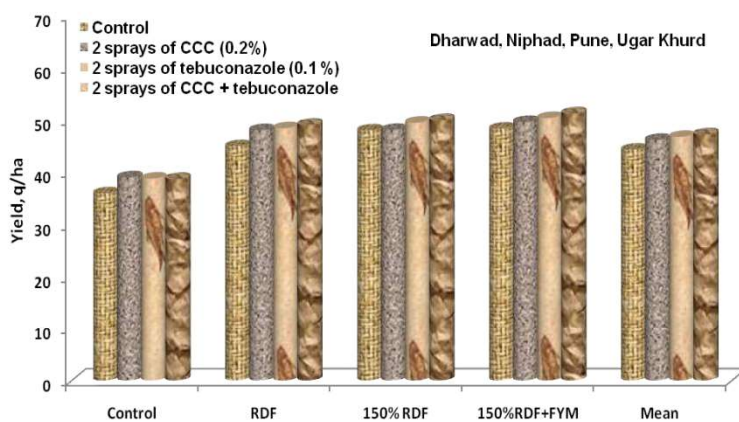 70
60
50
40
30
20
10
0
Yield, q/ha
Control
2 sprays of CCC (0.2%)
2 sprays of tebuconazole (0.1%)
2 sprays of CCC + tebuconazole
Dharwad, Niphad, Pune, Ugar Khurd
Control RDF 150% RDF 150%RDF+FYM Mean